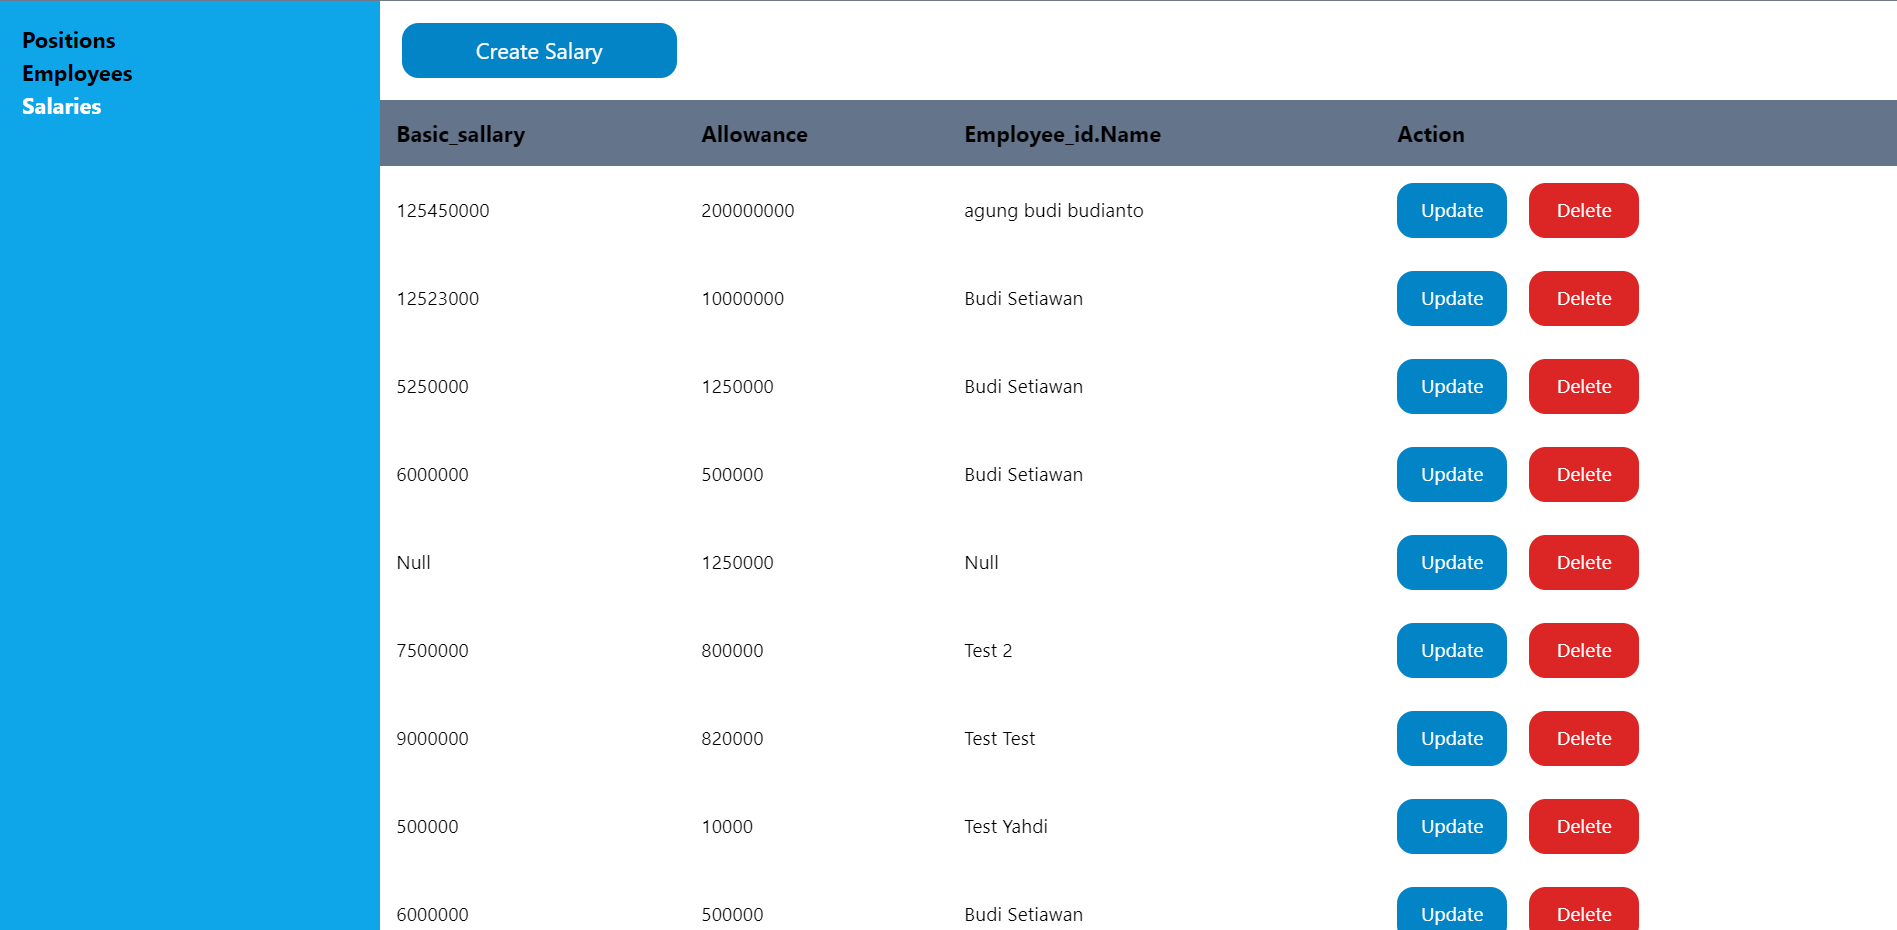 Positions
Employees
Salaries
Create Salary
Basic_sallary Allowance Employee_id.Name Action
125450000 200000000 agung budi budianto Update Delete
12523000 10000000 Budi Setiawan Update Delete
5250000 1250000 Budi Setiawan Update Delete
6000000 500000 Budi Setiawan Update Delete
Null 1250000 Null Update Delete
7500000 800000 Test 2 Update Delete
9000000 820000 Test Test Update Delete
500000 10000 Test Yahdi Update Delete
6000000 500000 Budi Setiawan Update Delete